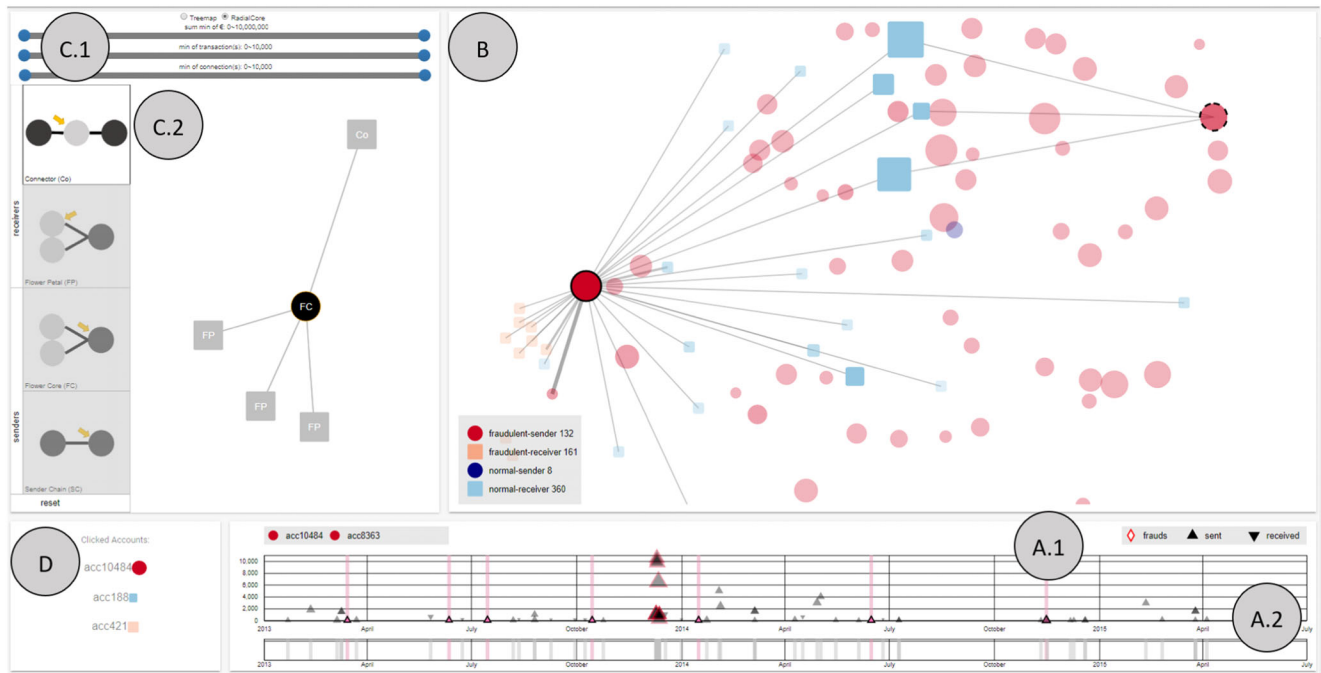 Treemap RadialCore
sum min of €: 0~10,000,000
min of transaction(s): 0~10,000
min of connection(s): 0~10,000
C.1
C.2
Connector (Co)
receivers
Flower Petal (FP)
Flower Core (FC)
senders
Sender Chain (SC)
reset
Co
FC
FP
FP
FP
B
fraudulent-sender 132
fraudulent-receiver 161
normal-sender 8
normal-receiver 360
D
Clicked Accounts:
acc10484
acc188
acc421
acc10484 acc8363
A.1
frauds sent received
10,000
8,000
6,000
4,000
2,000
0
2013 April July October 2014 April July October 2015 April July
A.2
2013 April July October 2014 April July October 2015 April July